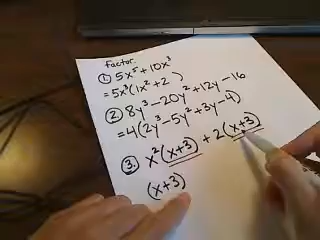 factor.
①. 5x⁵ + 10x³
= 5x³(1x² + 2 )
② 8y³ - 20y² + 12y - 16
= 4(2y³ - 5y² + 3y - 4)
③. x²(x+3) + 2(x+3)
(x+3)